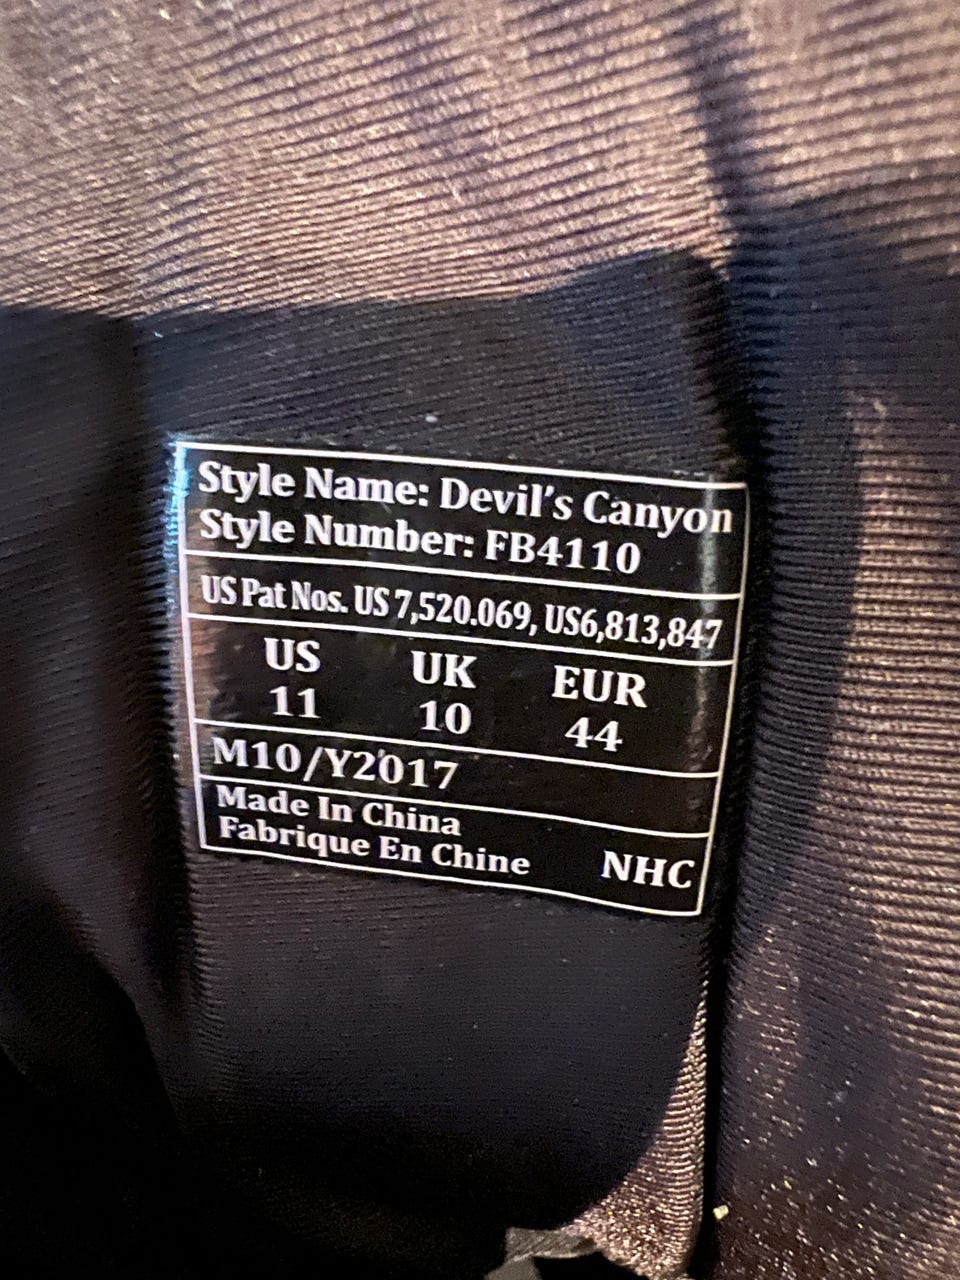 Style Name: Devil's Canyon
Style Number: FB4110
US Pat Nos. US 7,520.069, US6,813,847
US UK EUR
11 10 44
M10/Y2017
Made In China
Fabrique En Chine NHC